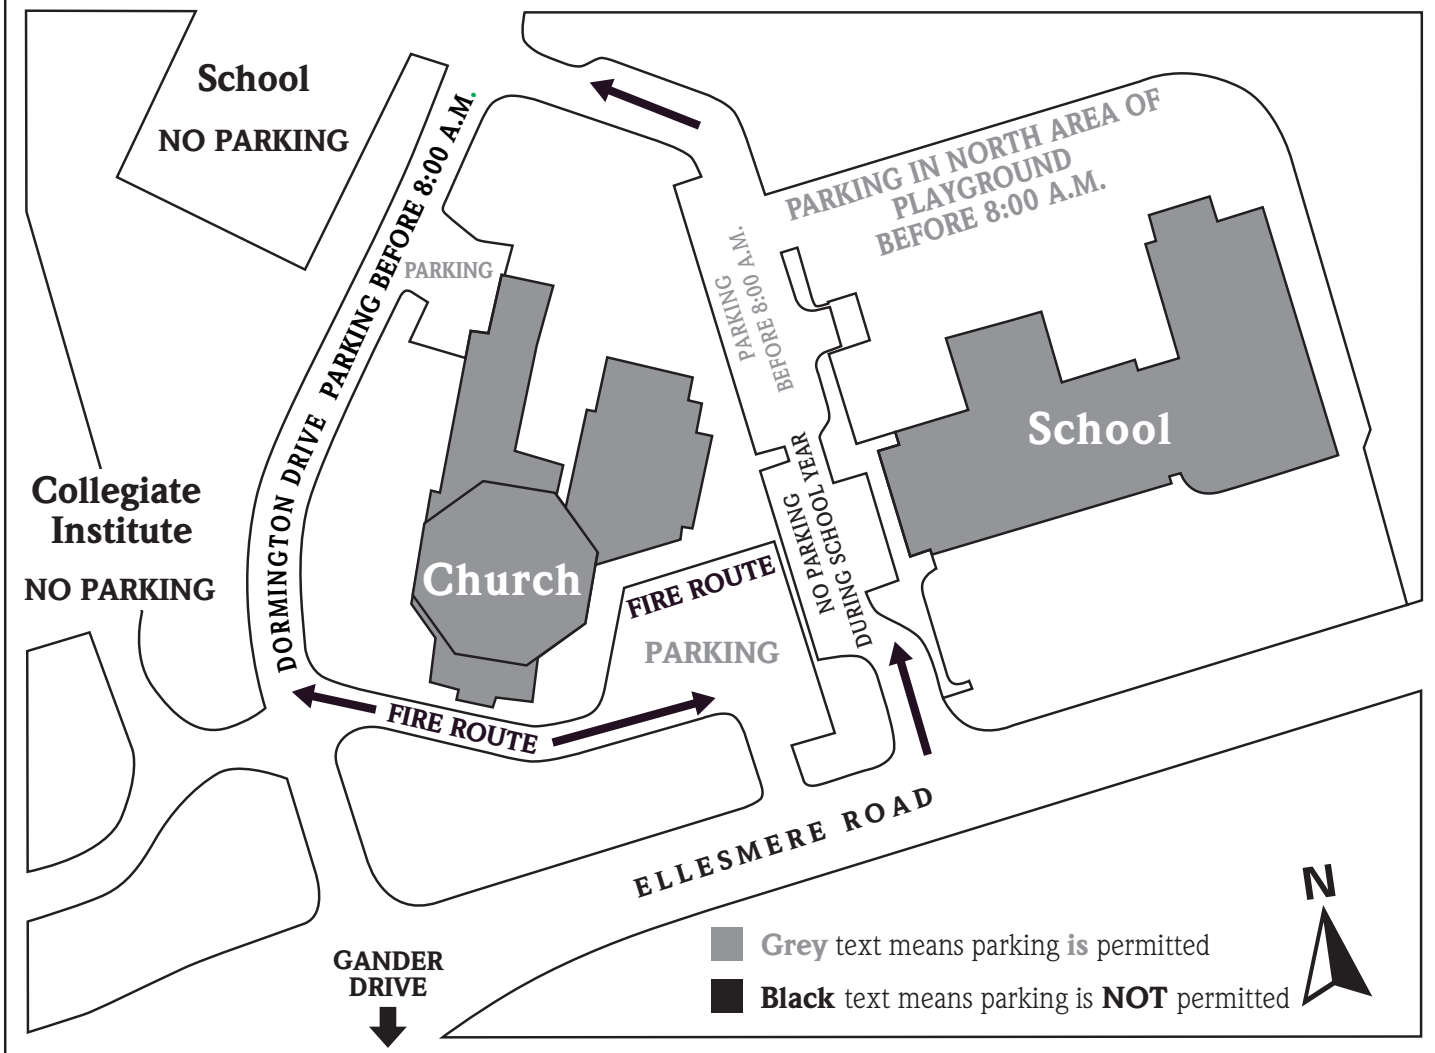 School
NO PARKING
DORMINGTON DRIVE PARKING BEFORE 8:00 A.M.
PARKING
PARKING IN NORTH AREA OF
PLAYGROUND
BEFORE 8:00 A.M.
PARKING
BEFORE 8:00 A.M.
School
NO PARKING
DURING SCHOOL YEAR
Collegiate
Institute
NO PARKING
Church
FIRE ROUTE
PARKING
FIRE ROUTE
ELLESMERE ROAD
GANDER
DRIVE
N
Grey text means parking is permitted
Black text means parking is NOT permitted